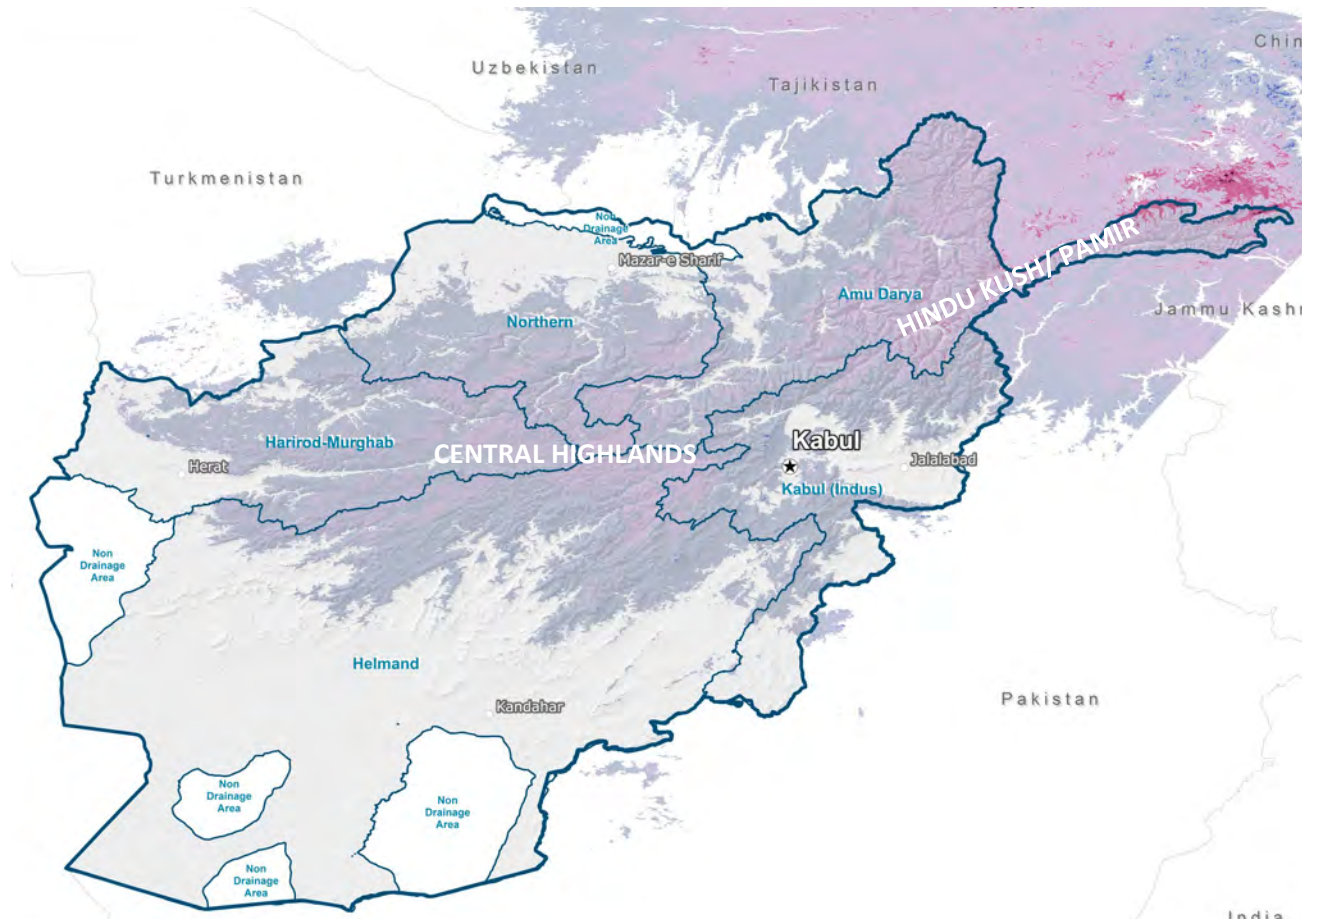 Chin
Uzbekistan
Tajikistan
Turkmenistan
Non
Drainage
Area
Mazar-e Sharif
HINDU KUSH/ PAMIR
Amu Darya
Jammu Kashm
Northern
Harirod-Murghab
CENTRAL HIGHLANDS
Kabul
Herat
Jalalabad
Kabul (Indus)
Non
Drainage
Area
Helmand
Pakistan
Kandahar
Non
Drainage
Area
Non
Drainage
Area
Non
Drainage
Area
India